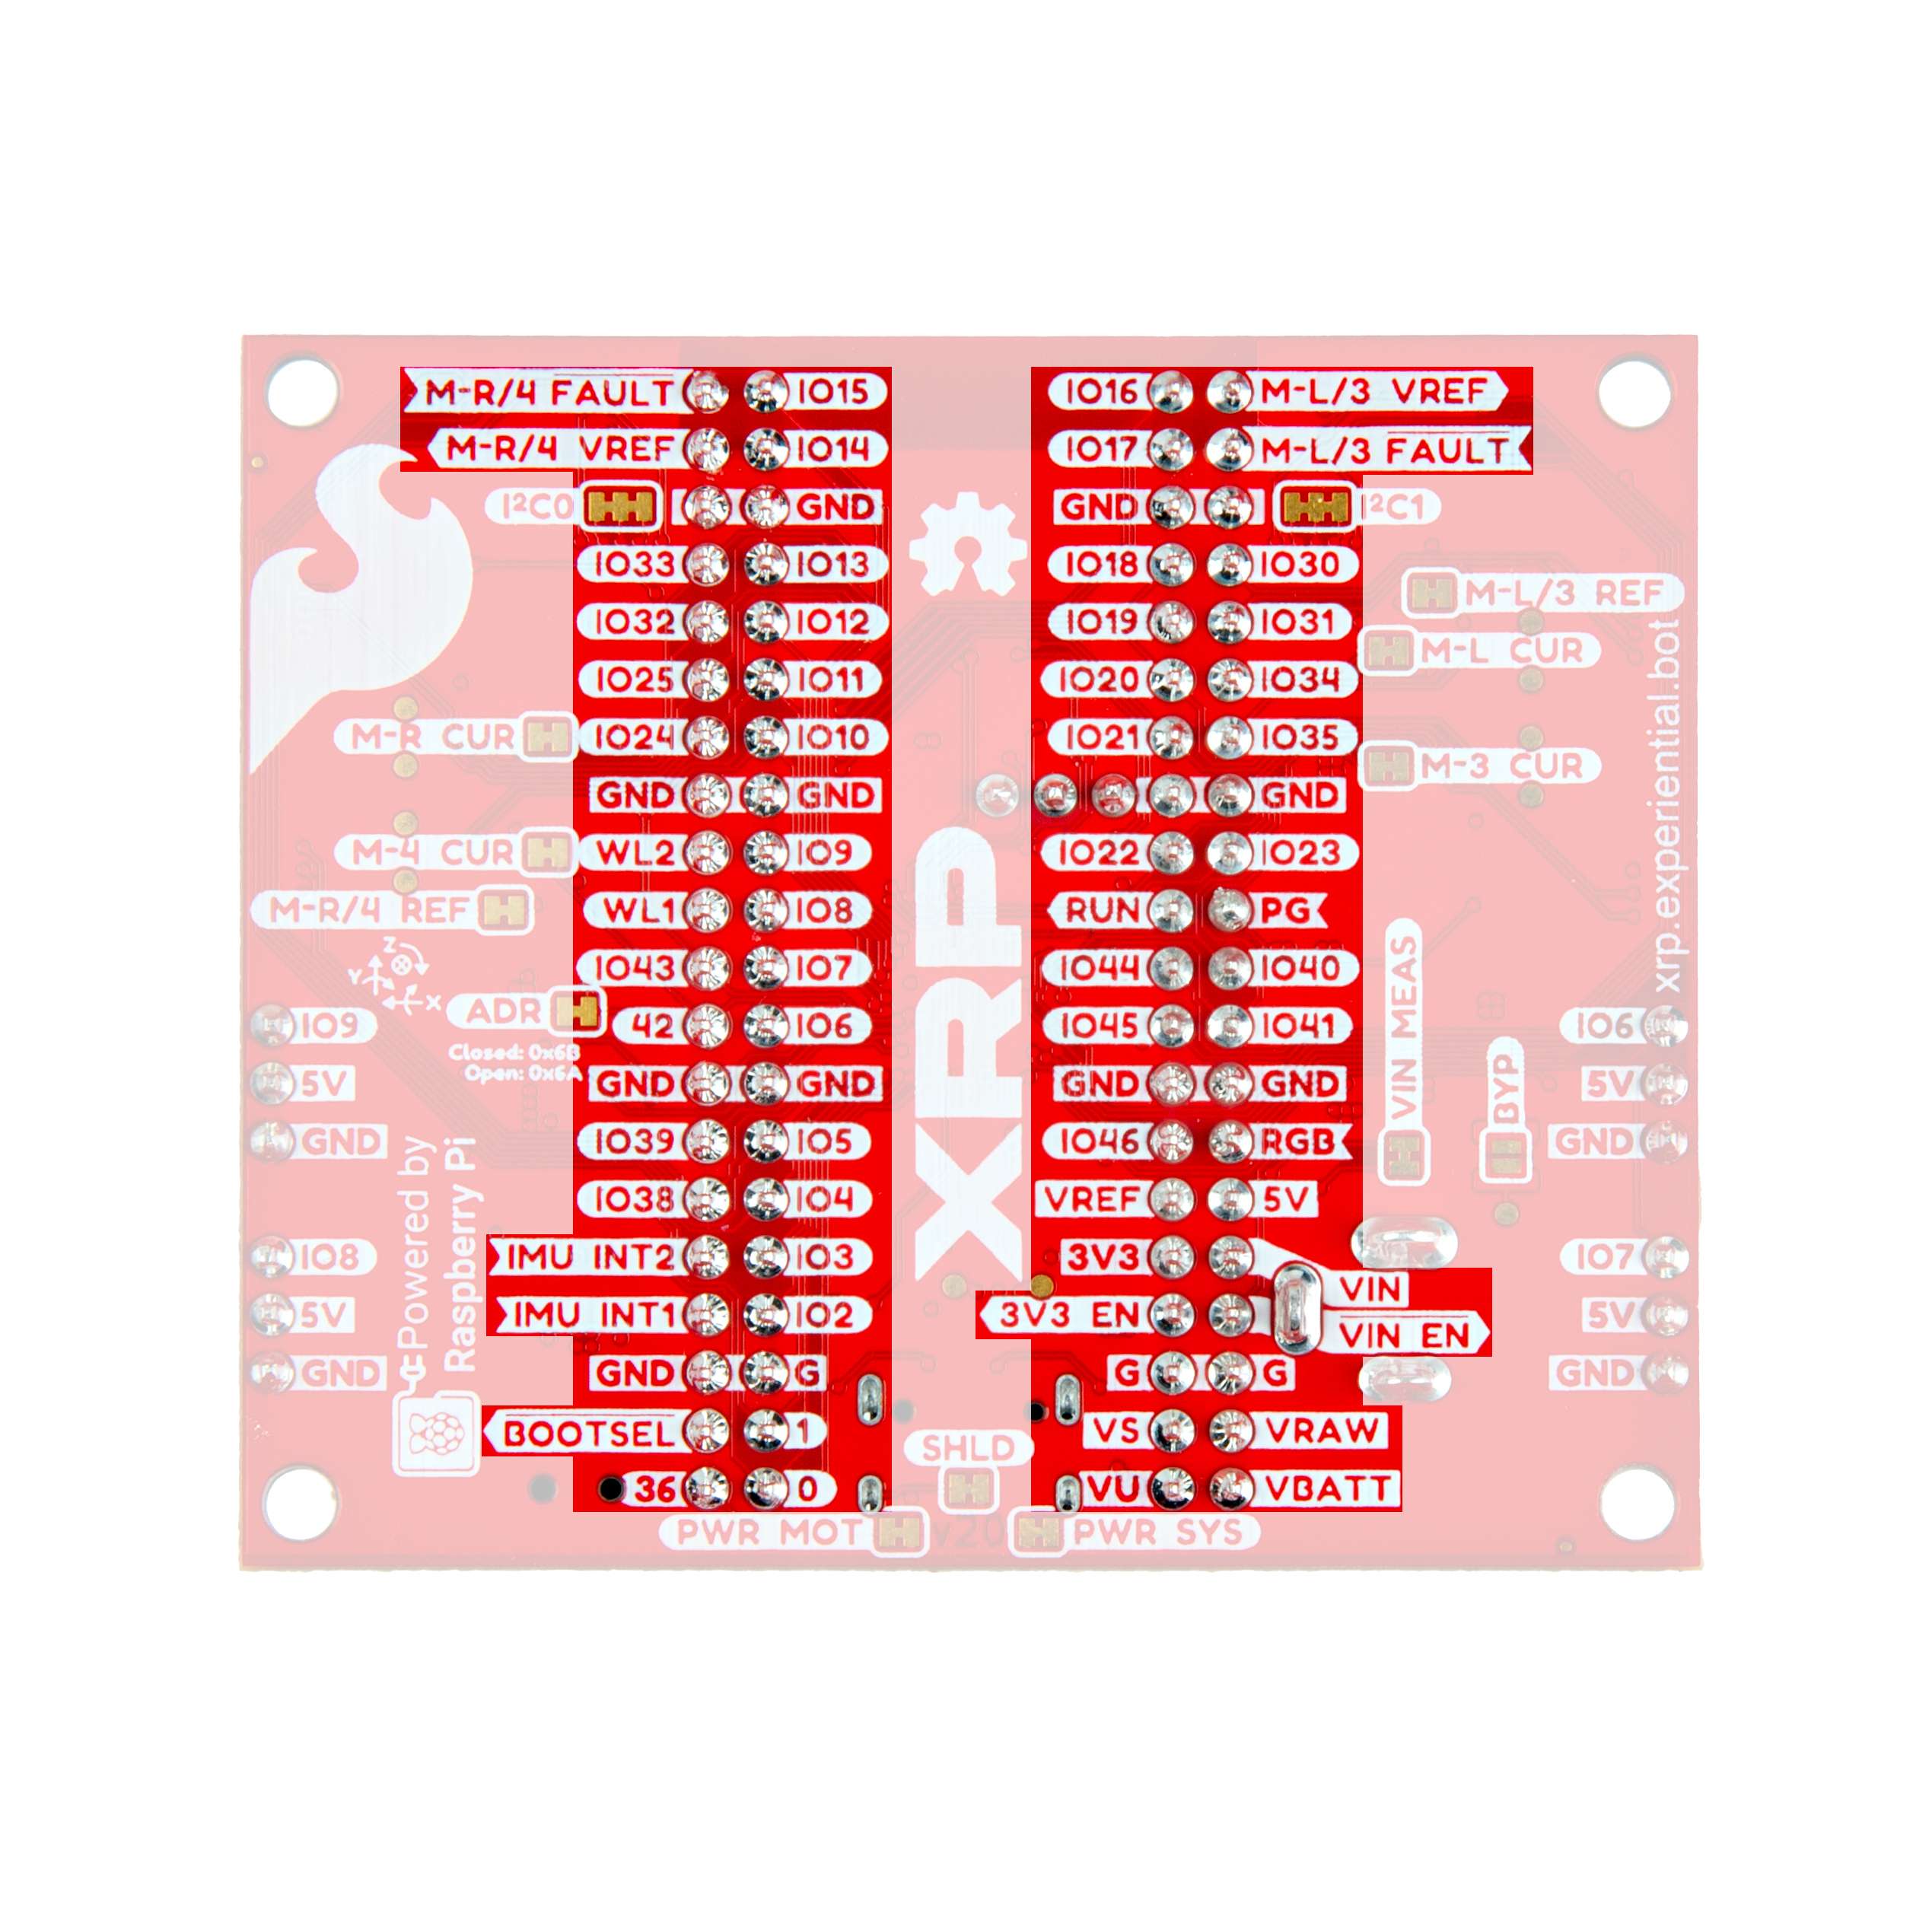 M-R/4 FAULT IO15 IO16 M-L/3 VREF
M-R/4 VREF IO14 IO17 M-L/3 FAULT
I²C0 GND GND I²C1
IO33 IO13 IO18 IO30
M-L/3 REF
IO32 IO12 IO19 IO31
M-L CUR
IO25 IO11 IO20 IO34
M-R CUR IO24 IO10 IO21 IO35
M-3 CUR
GND GND GND
M-4 CUR WL2 IO9 IO22 IO23
M-R/4 REF WL1 IO8 RUN PG
Z
Y
X
IO43 IO7 IO44 IO40
ADR
IO9 42 IO6 IO45 IO41 IO6
Closed: 0x6B
Open: 0x6A
5V GND GND GND GND 5V
GND IO39 IO5 IO46 RGB GND
IO38 IO4 VREF 5V
IO8 IMU INT2 IO3 3V3 IO7
VIN
5V IMU INT1 IO2 3V3 EN 5V
VIN EN
GND GND G G G GND
BOOTSEL 1 VS VRAW
SHLD
36 0 VU VBATT
PWR MOT v20 PWR SYS
XRP
VIN MEAS
BYP
xrp.experiential.bot
Powered by
Raspberry Pi